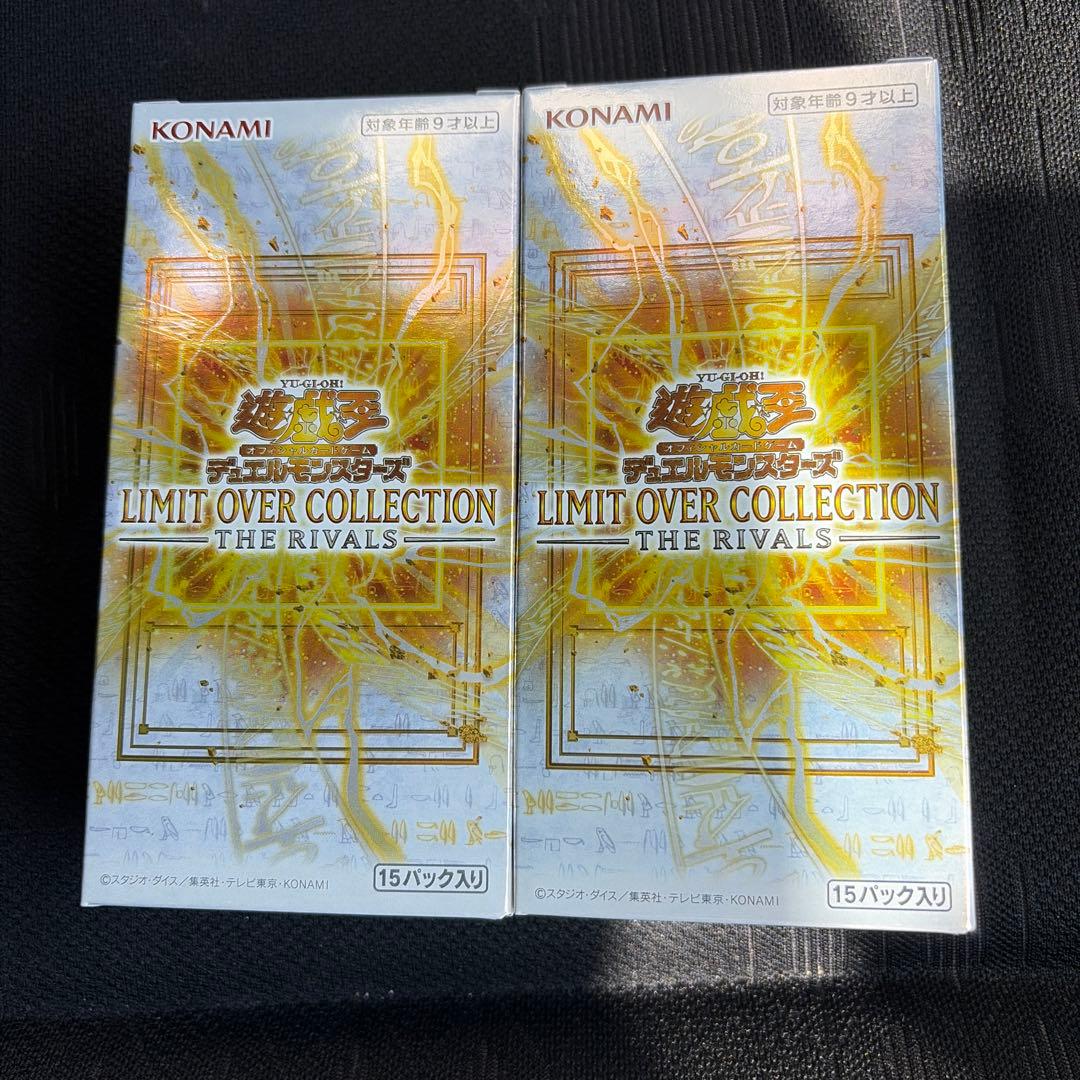 KONAMI
対象年齢9才以上
YU-GI-OH!
遊戯王
オフィシャルカードゲーム
デュエルモンスターズ
LIMIT OVER COLLECTION
THE RIVALS
©スタジオ・ダイス/集英社・テレビ東京・KONAMI
15パック入り
KONAMI
対象年齢9才以上
YU-GI-OH!
遊戯王
オフィシャルカードゲーム
デュエルモンスターズ
LIMIT OVER COLLECTION
THE RIVALS
©スタジオ・ダイス/集英社・テレビ東京・KONAMI
15パック入り